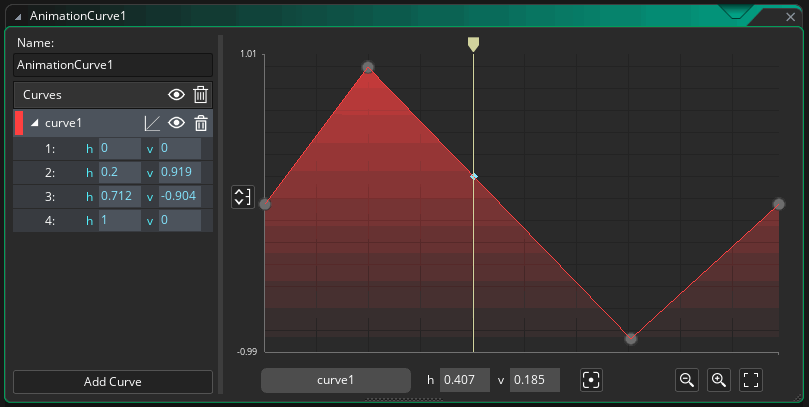 AnimationCurve1
Name:
AnimationCurve1
Curves
curve1
1: h 0 v 0
2: h 0.2 v 0.919
3: h 0.712 v -0.904
4: h 1 v 0
Add Curve
1.01
-0.99
curve1 h 0.407 v 0.185